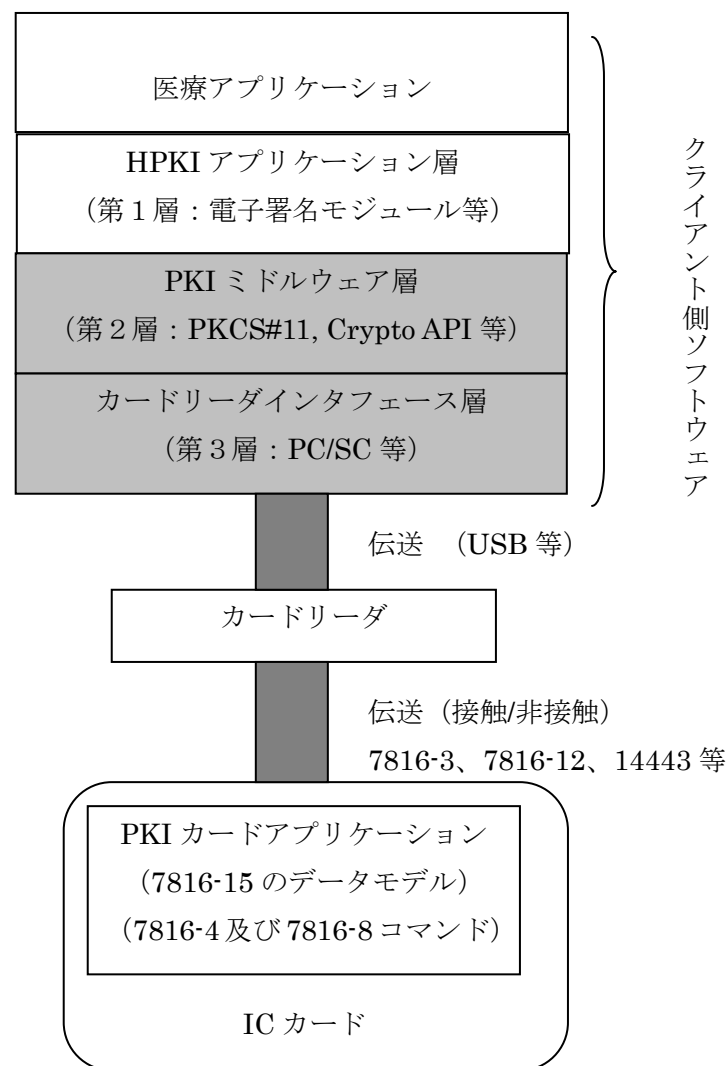 医療アプリケーション
HPKI アプリケーション層
（第１層：電子署名モジュール等）
PKI ミドルウェア層
（第２層：PKCS#11, Crypto API 等）
カードリーダインタフェース層
（第３層：PC/SC 等）
クライアント側ソフトウェア
伝送　（USB 等）
カードリーダ
伝送（接触/非接触）
7816-3、7816-12、14443 等
PKI カードアプリケーション
（7816-15 のデータモデル）
（7816-4 及び 7816-8 コマンド）
IC カード